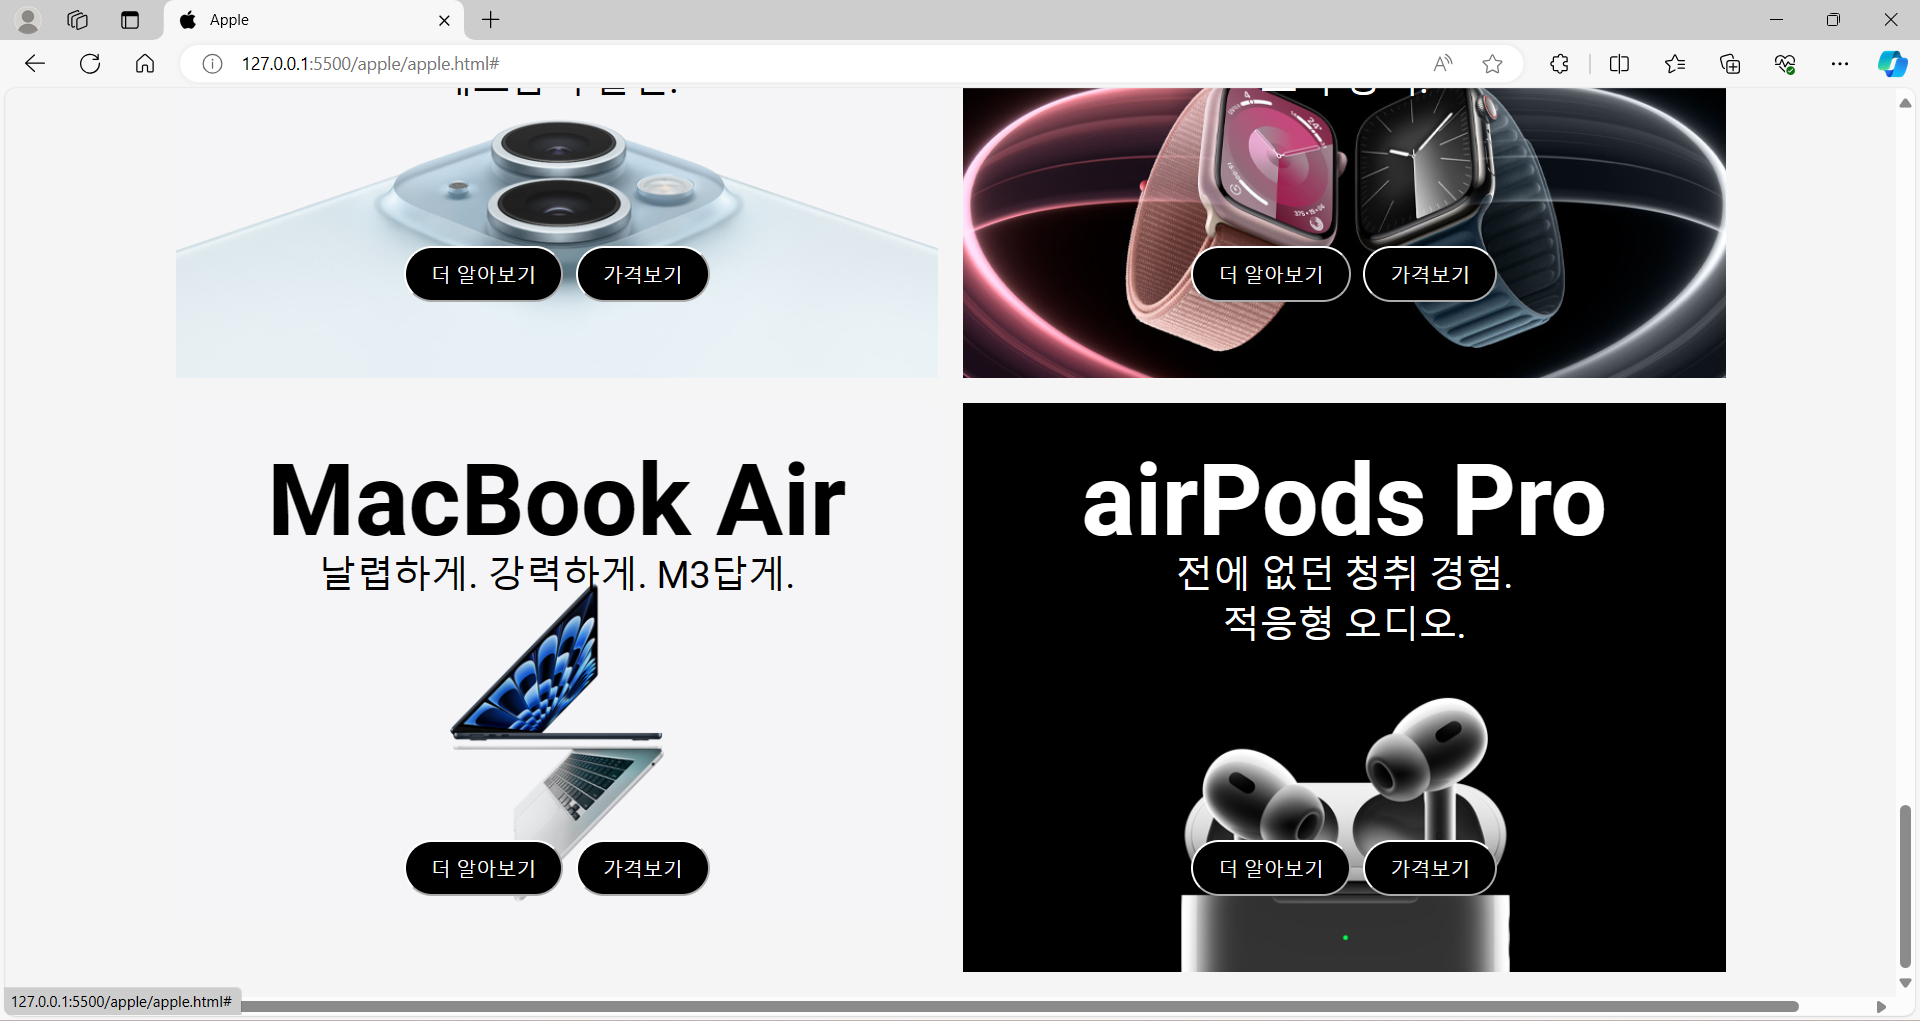 Apple
127.0.0.1:5500/apple/apple.html#
더 알아보기 가격보기
더 알아보기 가격보기
MacBook Air
날렵하게. 강력하게. M3답게.
더 알아보기 가격보기
airPods Pro
전에 없던 청취 경험.
적응형 오디오.
더 알아보기 가격보기
127.0.0.1:5500/apple/apple.html#